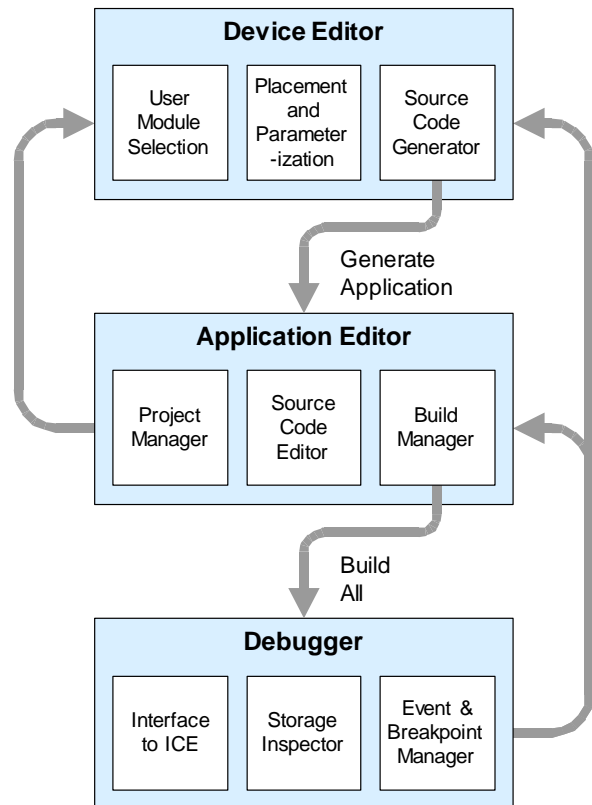 Device Editor
User
Module
Selection
Placement
and
Parameter
-ization
Source
Code
Generator
Generate
Application
Application Editor
Project
Manager
Source
Code
Editor
Build
Manager
Build
All
Debugger
Interface
to ICE
Storage
Inspector
Event &
Breakpoint
Manager